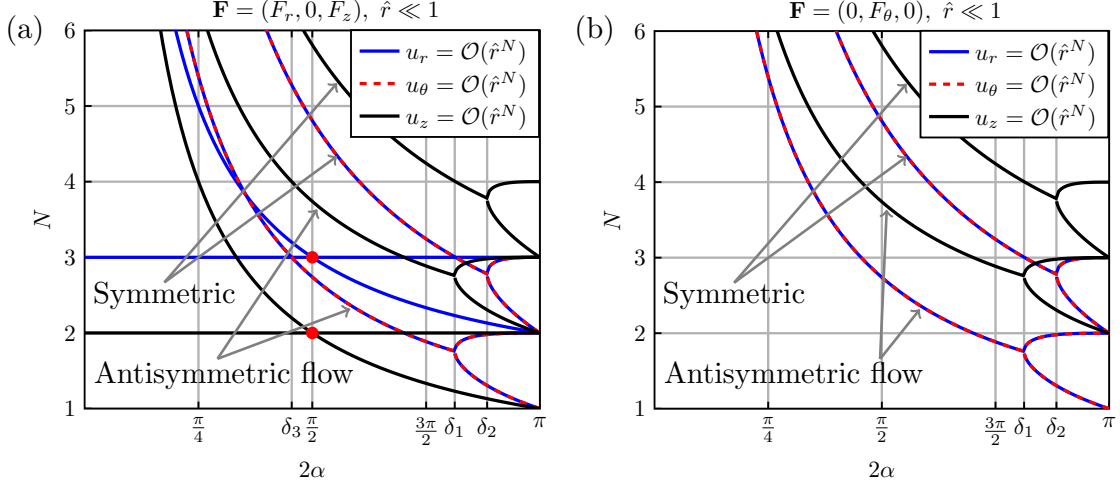 (a)
𝐅 = (F_r, 0, F_z), r̂ ≪ 1
u_r = 𝒪(r̂^N)
u_θ = 𝒪(r̂^N)
u_z = 𝒪(r̂^N)
6
5
4
3
2
1
N
Symmetric
Antisymmetric flow
π/4
δ_3
π/2
3π/2
δ_1
δ_2
π
2α
(b)
𝐅 = (0, F_θ, 0), r̂ ≪ 1
u_r = 𝒪(r̂^N)
u_θ = 𝒪(r̂^N)
u_z = 𝒪(r̂^N)
6
5
4
3
2
1
N
Symmetric
Antisymmetric flow
π/4
π/2
3π/2
δ_1
δ_2
π
2α